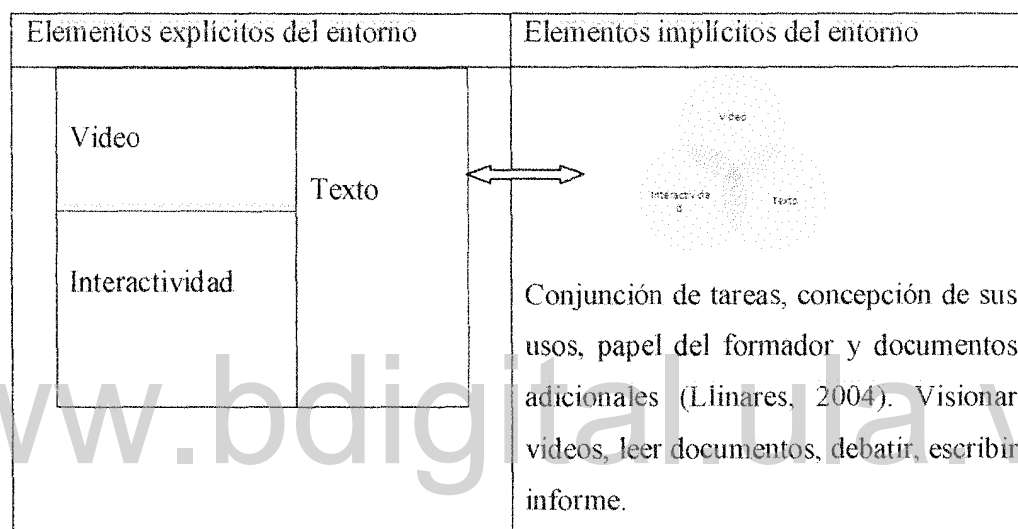 Elementos explícitos del entorno
Elementos implícitos del entorno
Video
Texto
Interactividad
video
Interactivida
d
Texto
Conjunción de tareas, concepción de sus
usos, papel del formador y documentos
adicionales (Llinares, 2004). Visionar
videos, leer documentos, debatir, escribir
informe.
www.bdigital.ula.v